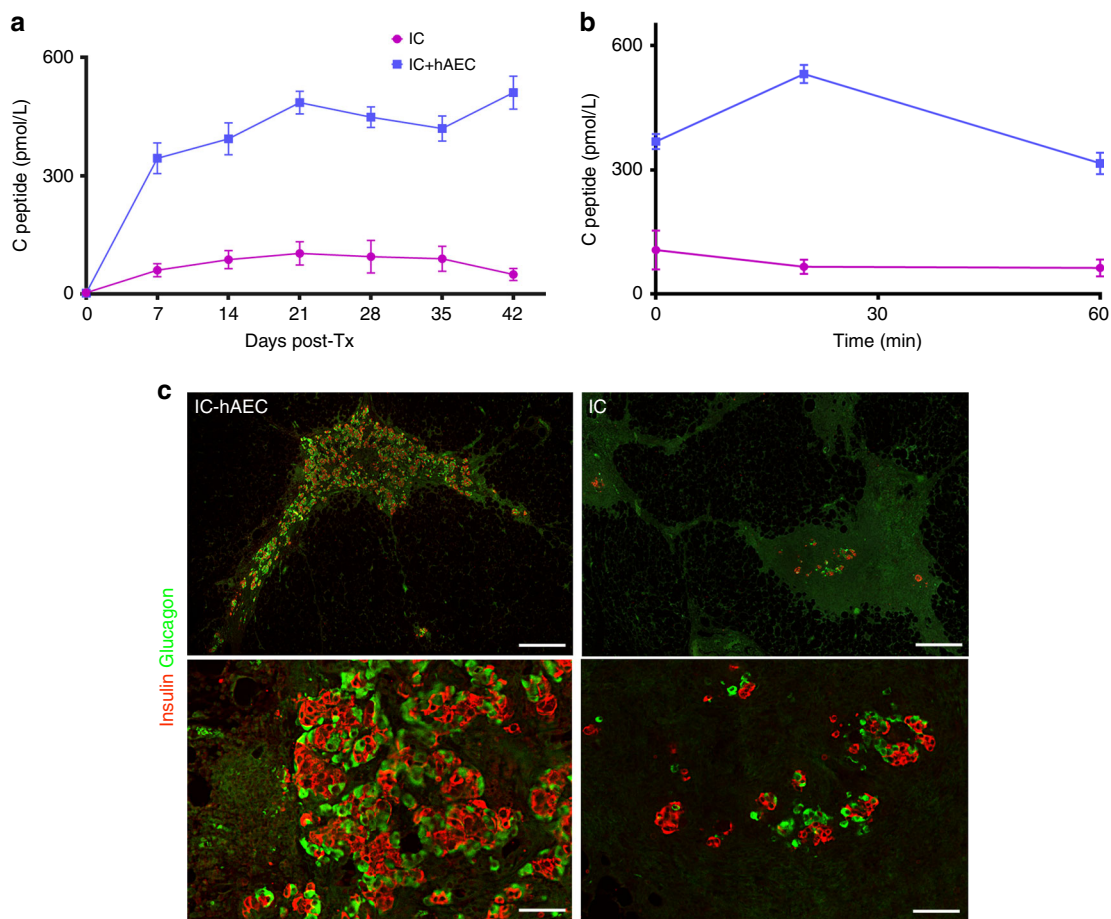 a
IC
IC+hAEC
C peptide (pmol/L)
600
300
0
0 7 14 21 28 35 42
Days post-Tx
b
C peptide (pmol/L)
600
300
0
0 30 60
Time (min)
c
IC-hAEC
IC
Insulin Glucagon